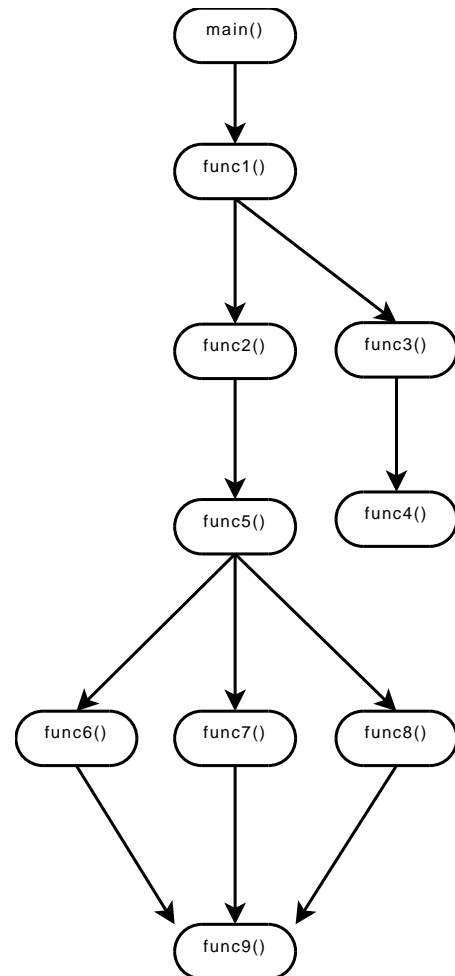 main()
func1()
func2()
func3()
func5()
func4()
func6()
func7()
func8()
func9()